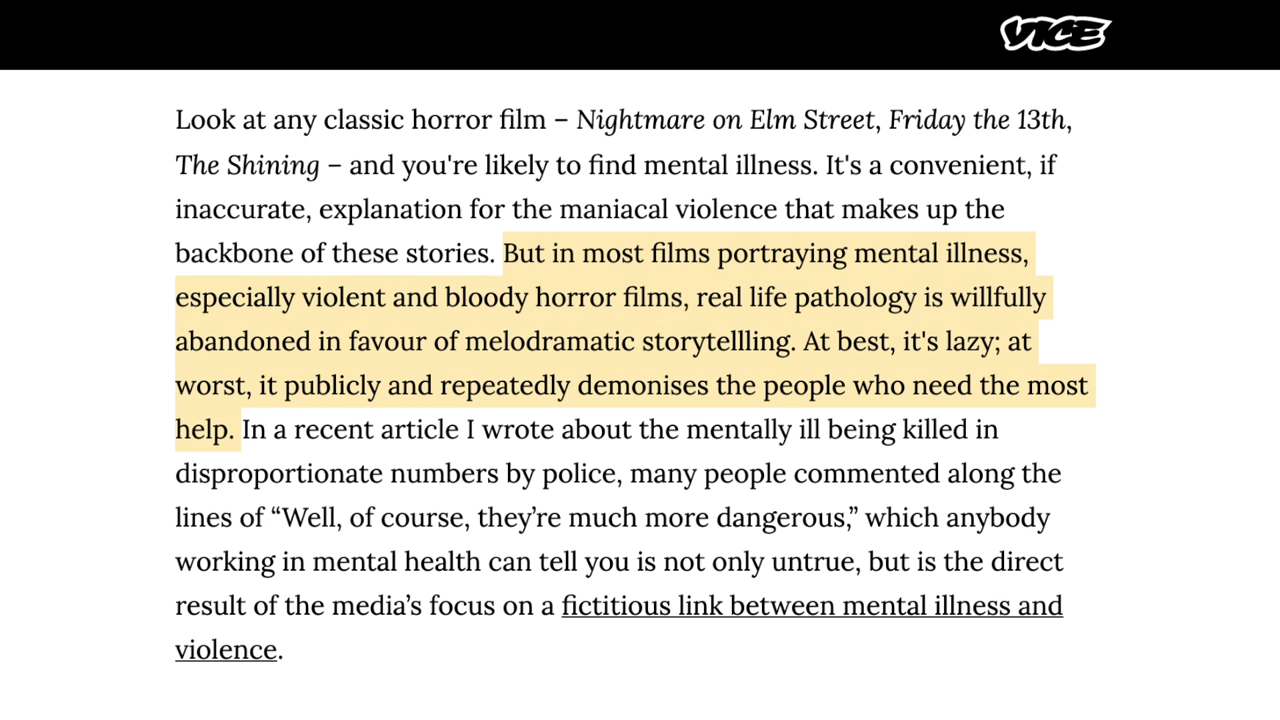 VICE
Look at any classic horror film – Nightmare on Elm Street, Friday the 13th,
The Shining – and you're likely to find mental illness. It's a convenient, if
inaccurate, explanation for the maniacal violence that makes up the
backbone of these stories. But in most films portraying mental illness,
especially violent and bloody horror films, real life pathology is willfully
abandoned in favour of melodramatic storytellling. At best, it's lazy; at
worst, it publicly and repeatedly demonises the people who need the most
help. In a recent article I wrote about the mentally ill being killed in
disproportionate numbers by police, many people commented along the
lines of “Well, of course, they’re much more dangerous,” which anybody
working in mental health can tell you is not only untrue, but is the direct
result of the media’s focus on a fictitious link between mental illness and
violence.